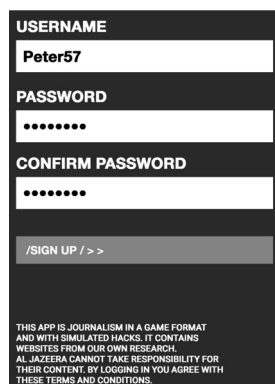 USERNAME
Peter57
PASSWORD
••••••••
CONFIRM PASSWORD
••••••••
/SIGN UP / > >
THIS APP IS JOURNALISM IN A GAME FORMAT
AND WITH SIMULATED HACKS. IT CONTAINS
WEBSITES FROM OUR OWN RESEARCH.
AL JAZEERA CANNOT TAKE RESPONSIBILITY FOR
THEIR CONTENT. BY LOGGING IN YOU AGREE WITH
THESE TERMS AND CONDITIONS.